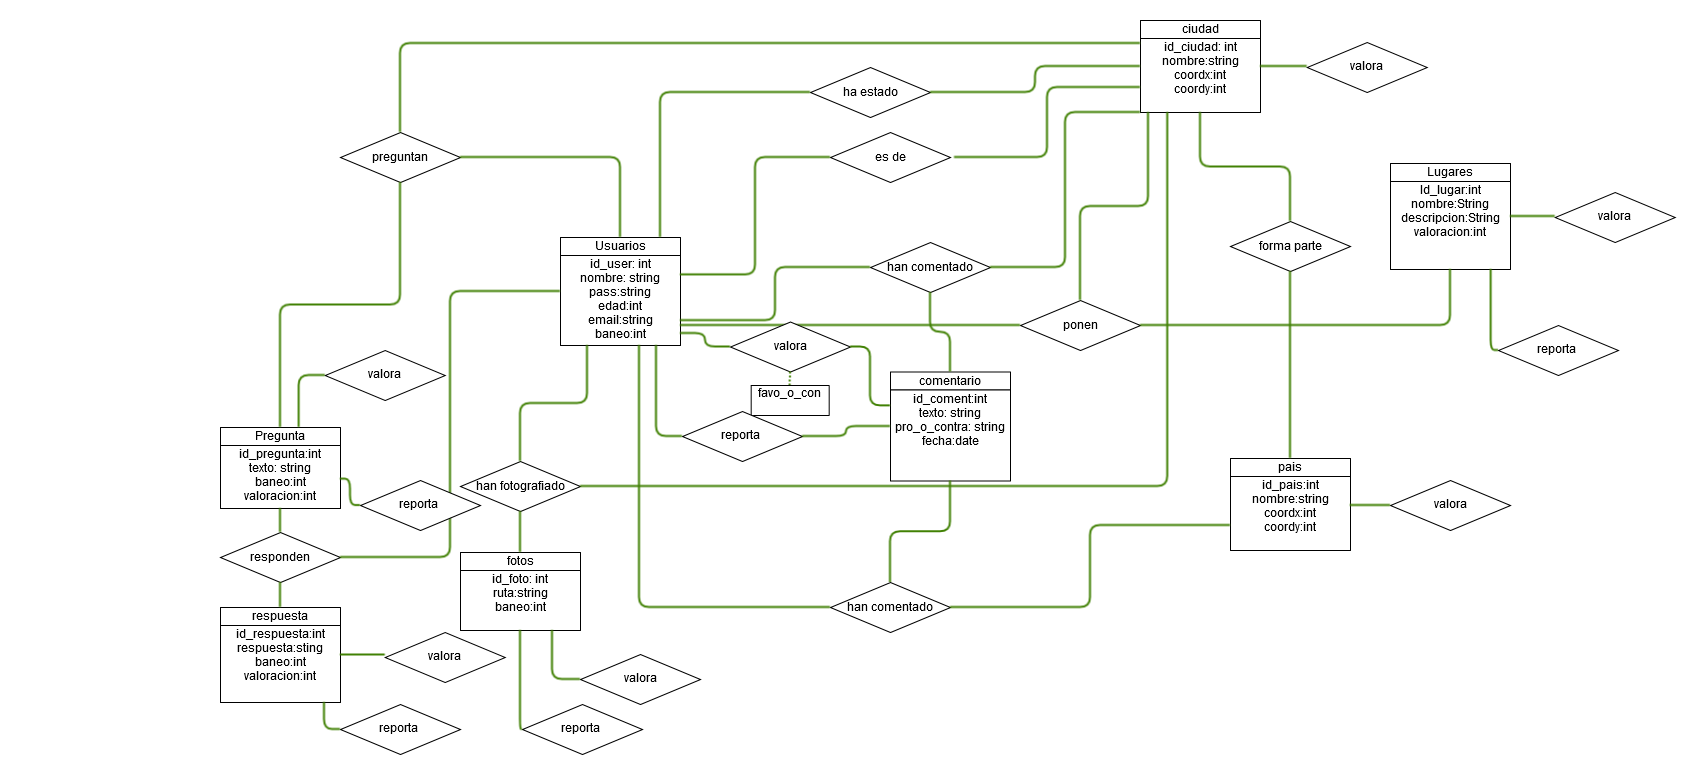 ciudad
id_ciudad: int
nombre:string
coordx:int
coordy:int
valora
ha estado
preguntan
es de
Lugares
Id_lugar:int
nombre:String
descripcion:String
valoracion:int
valora
Usuarios
id_user: int
nombre: string
pass:string
edad:int
email:string
baneo:int
han comentado
forma parte
ponen
valora
favo_o_con
reporta
valora
comentario
id_coment:int
texto: string
pro_o_contra: string
fecha:date
reporta
Pregunta
id_pregunta:int
texto: string
baneo:int
valoracion:int
reporta
han fotografiado
pais
id_pais:int
nombre:string
coordx:int
coordy:int
valora
responden
fotos
id_foto: int
ruta:string
baneo:int
han comentado
respuesta
id_respuesta:int
respuesta:sting
baneo:int
valoracion:int
valora
valora
reporta
reporta